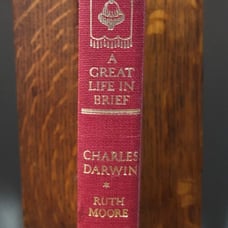 A
GREAT
LIFE IN
BRIEF
CHARLES
DARWIN
*
RUTH
MOORE